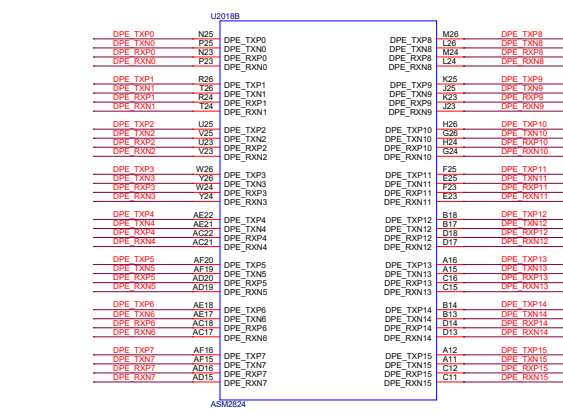 U2018B
DPE_TXP0 N25 DPE_TXP0 DPE_TXP8 M26 DPE_TXP8
DPE_TXN0 P25 DPE_TXN0 DPE_TXN8 L26 DPE_TXN8
DPE_RXP0 N23 DPE_RXP0 DPE_RXP8 M24 DPE_RXP8
DPE_RXN0 P23 DPE_RXN0 DPE_RXN8 L24 DPE_RXN8
DPE_TXP1 R26 DPE_TXP1 DPE_TXP9 K25 DPE_TXP9
DPE_TXN1 T26 DPE_TXN1 DPE_TXN9 J25 DPE_TXN9
DPE_RXP1 R24 DPE_RXP1 DPE_RXP9 K23 DPE_RXP9
DPE_RXN1 T24 DPE_RXN1 DPE_RXN9 J23 DPE_RXN9
DPE_TXP2 U25 DPE_TXP2 DPE_TXP10 H26 DPE_TXP10
DPE_TXN2 V25 DPE_TXN2 DPE_TXN10 G26 DPE_TXN10
DPE_RXP2 U23 DPE_RXP2 DPE_RXP10 H24 DPE_RXP10
DPE_RXN2 V23 DPE_RXN2 DPE_RXN10 G24 DPE_RXN10
DPE_TXP3 W26 DPE_TXP3 DPE_TXP11 F25 DPE_TXP11
DPE_TXN3 Y26 DPE_TXN3 DPE_TXN11 E25 DPE_TXN11
DPE_RXP3 W24 DPE_RXP3 DPE_RXP11 F23 DPE_RXP11
DPE_RXN3 Y24 DPE_RXN3 DPE_RXN11 E23 DPE_RXN11
DPE_TXP4 AE22 DPE_TXP4 DPE_TXP12 B18 DPE_TXP12
DPE_TXN4 AE21 DPE_TXN4 DPE_TXN12 B17 DPE_TXN12
DPE_RXP4 AC22 DPE_RXP4 DPE_RXP12 D18 DPE_RXP12
DPE_RXN4 AC21 DPE_RXN4 DPE_RXN12 D17 DPE_RXN12
DPE_TXP5 AF20 DPE_TXP5 DPE_TXP13 A16 DPE_TXP13
DPE_TXN5 AF19 DPE_TXN5 DPE_TXN13 A15 DPE_TXN13
DPE_RXP5 AD20 DPE_RXP5 DPE_RXP13 C16 DPE_RXP13
DPE_RXN5 AD19 DPE_RXN5 DPE_RXN13 C15 DPE_RXN13
DPE_TXP6 AE18 DPE_TXP6 DPE_TXP14 B14 DPE_TXP14
DPE_TXN6 AE17 DPE_TXN6 DPE_TXN14 B13 DPE_TXN14
DPE_RXP6 AC18 DPE_RXP6 DPE_RXP14 D14 DPE_RXP14
DPE_RXN6 AC17 DPE_RXN6 DPE_RXN14 D13 DPE_RXN14
DPE_TXP7 AF16 DPE_TXP7 DPE_TXP15 A12 DPE_TXP15
DPE_TXN7 AF15 DPE_TXN7 DPE_TXN15 A11 DPE_TXN15
DPE_RXP7 AD16 DPE_RXP7 DPE_RXP15 C12 DPE_RXP15
DPE_RXN7 AD15 DPE_RXN7 DPE_RXN15 C11 DPE_RXN15
ASM2824